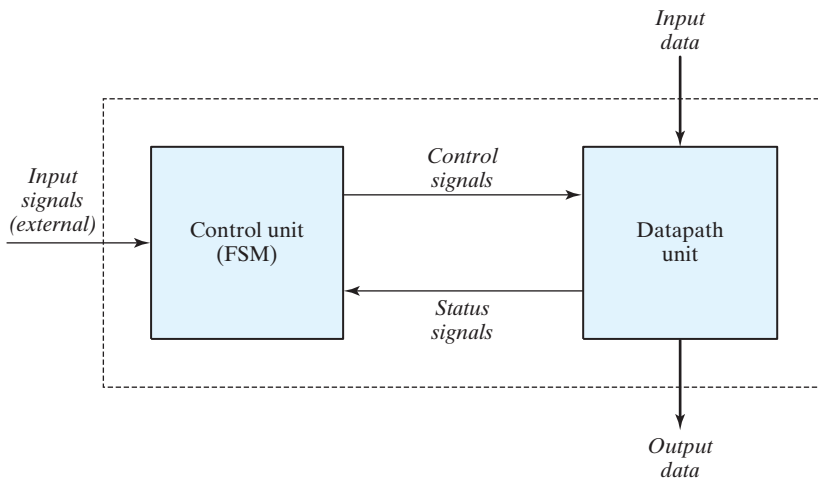 Input
data
Input
signals
(external)
Control unit
(FSM)
Control
signals
Datapath
unit
Status
signals
Output
data